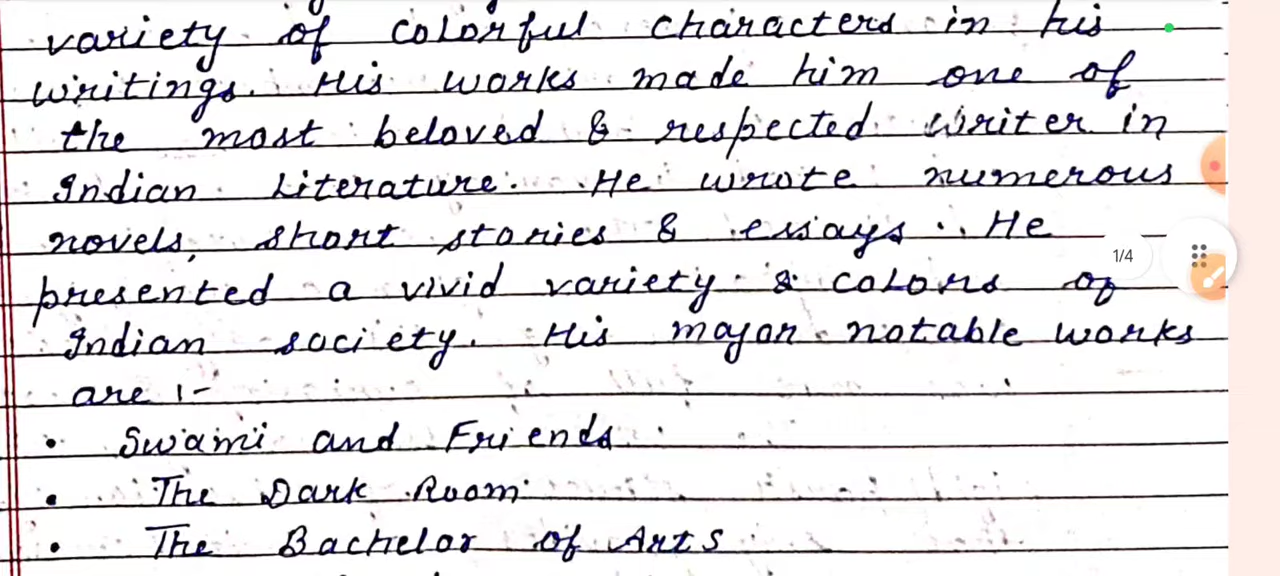 variety of colorful characters in his
writings. His works made him one of
the most beloved & respected writer in
Indian Literature. He wrote numerous
novels, short stories & essays. He
1/4
presented a vivid variety & colors of
Indian society. His major notable works
are :-
• Swami and Friends
• The Dark Room
• The Bachelor of Arts